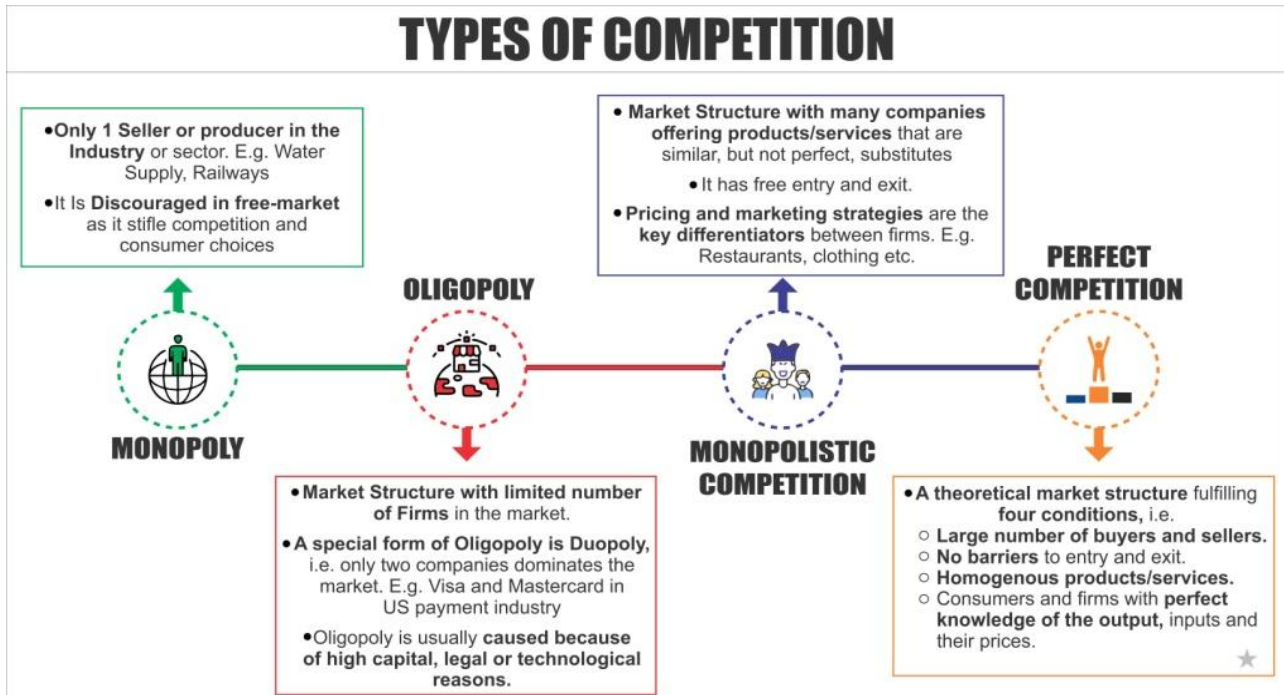 TYPES OF COMPETITION
•Only 1 Seller or producer in the
Industry or sector. E.g. Water
Supply, Railways
•It Is Discouraged in free-market
as it stifle competition and
consumer choices
MONOPOLY
OLIGOPOLY
•Market Structure with limited number
of Firms in the market.
•A special form of Oligopoly is Duopoly,
i.e. only two companies dominates the
market. E.g. Visa and Mastercard in
US payment industry
•Oligopoly is usually caused because
of high capital, legal or technological
reasons.
• Market Structure with many companies
offering products/services that are
similar, but not perfect, substitutes
• It has free entry and exit.
• Pricing and marketing strategies are the
key differentiators between firms. E.g.
Restaurants, clothing etc.
MONOPOLISTIC
COMPETITION
PERFECT
COMPETITION
•A theoretical market structure fulfilling
four conditions, i.e.
○ Large number of buyers and sellers.
○ No barriers to entry and exit.
○ Homogenous products/services.
○ Consumers and firms with perfect
knowledge of the output, inputs and
their prices.